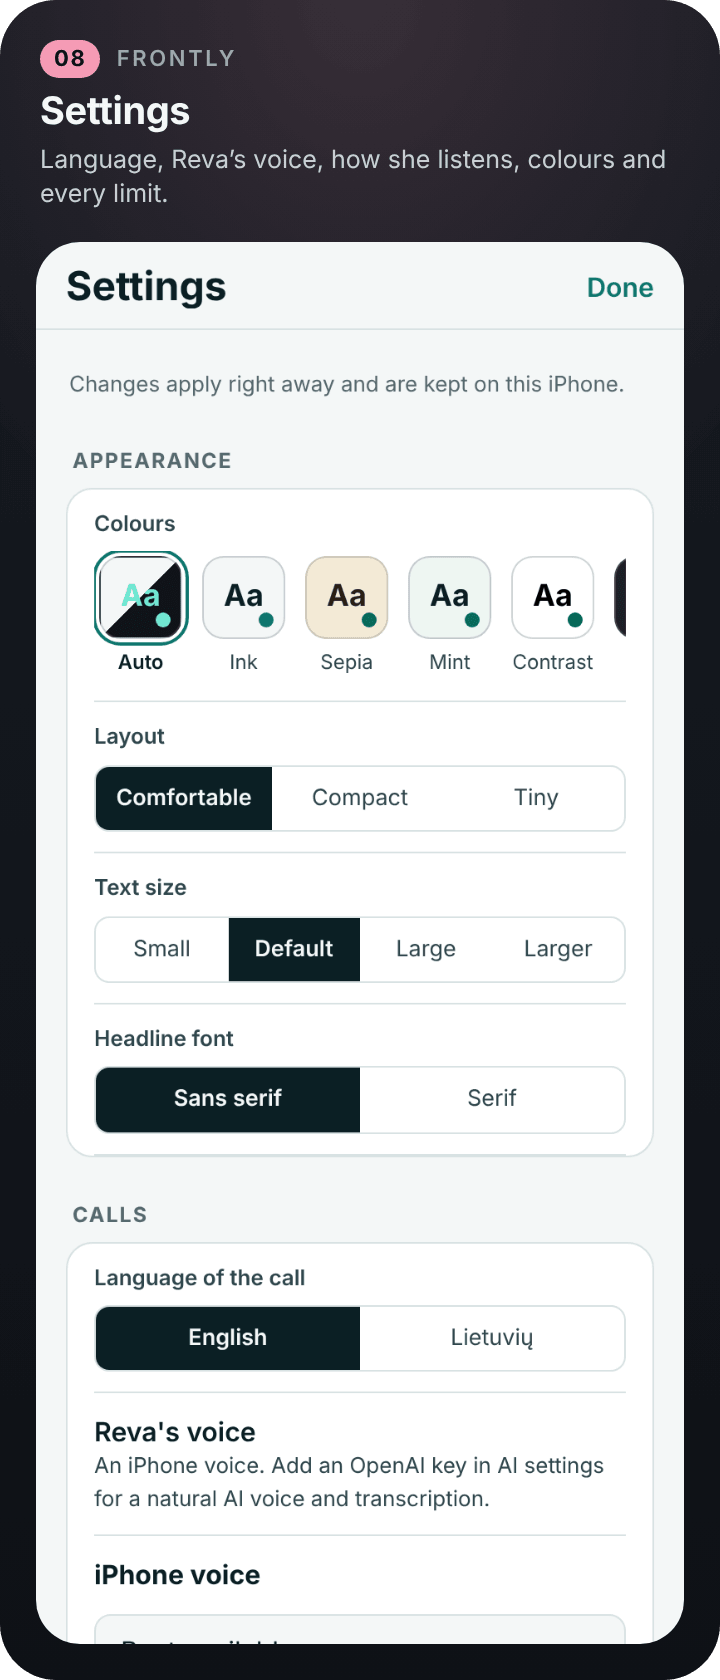 08 FRONTLY
Settings
Language, Reva’s voice, how she listens, colours and
every limit.
Settings
Done
Changes apply right away and are kept on this iPhone.
APPEARANCE
Colours
Aa Aa Aa Aa Aa
Auto Ink Sepia Mint Contrast
Layout
Comfortable Compact Tiny
Text size
Small Default Large Larger
Headline font
Sans serif Serif
CALLS
Language of the call
English Lietuvių
Reva's voice
An iPhone voice. Add an OpenAI key in AI settings
for a natural AI voice and transcription.
iPhone voice